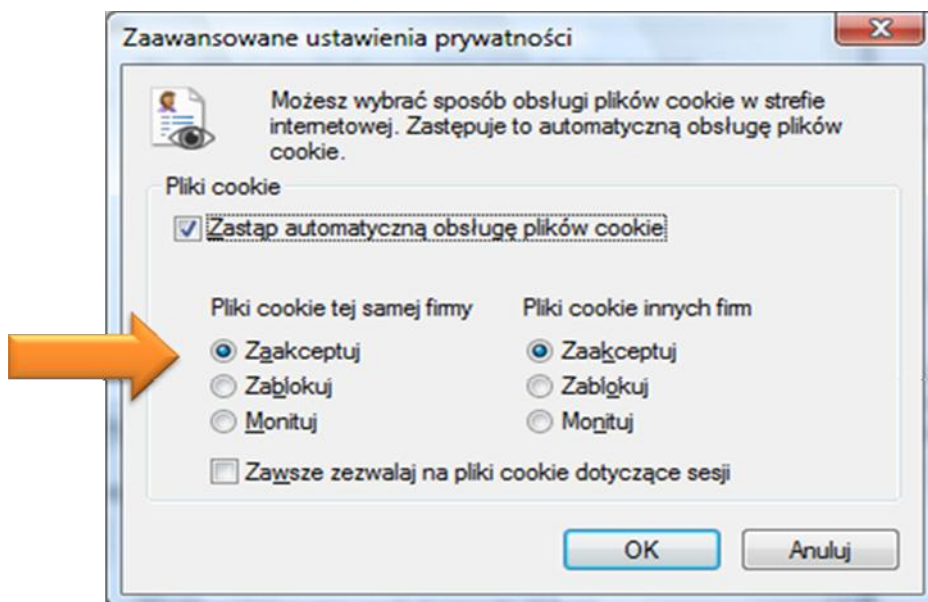 Zaawansowane ustawienia prywatności
Możesz wybrać sposób obsługi plików cookie w strefie
internetowej. Zastępuje to automatyczną obsługę plików
cookie.
Pliki cookie
Zastąp automatyczną obsługę plików cookie
Pliki cookie tej samej firmy Pliki cookie innych firm
Zaakceptuj Zaakceptuj
Zablokuj Zablokuj
Monituj Monituj
Zawsze zezwalaj na pliki cookie dotyczące sesji
OK Anuluj